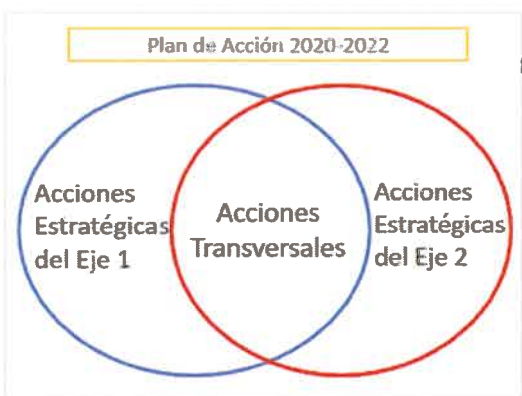 Plan de Acción 2020-2022
Acciones
Estratégicas
del Eje 1
Acciones
Transversales
Acciones
Estratégicas
del Eje 2